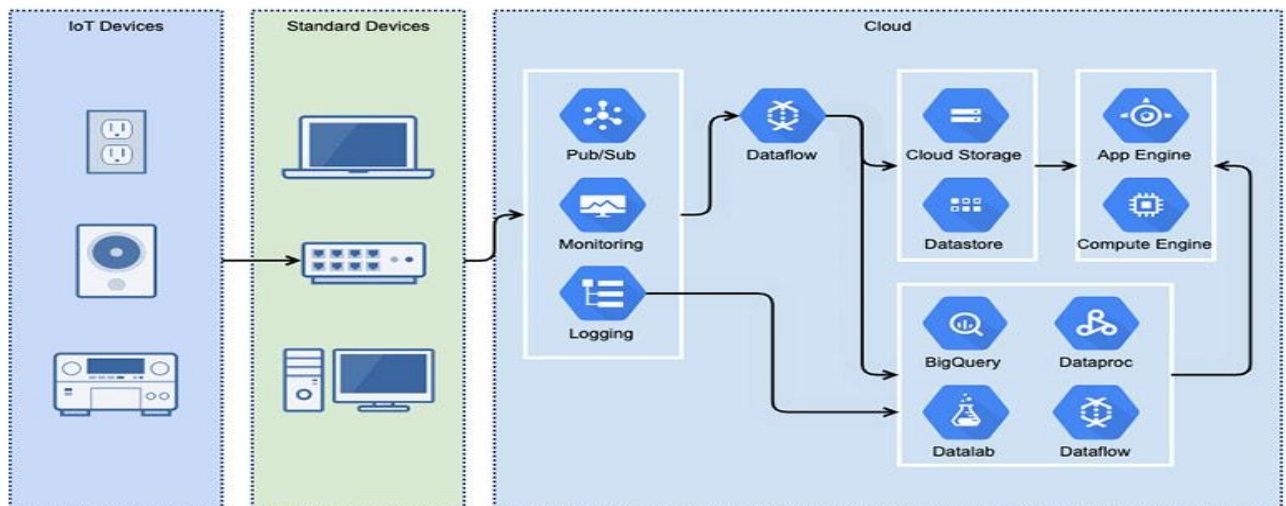 IoT Devices
Standard Devices
Cloud
Pub/Sub
Monitoring
Logging
Dataflow
Cloud Storage
Datastore
App Engine
Compute Engine
BigQuery
Dataproc
Datalab
Dataflow